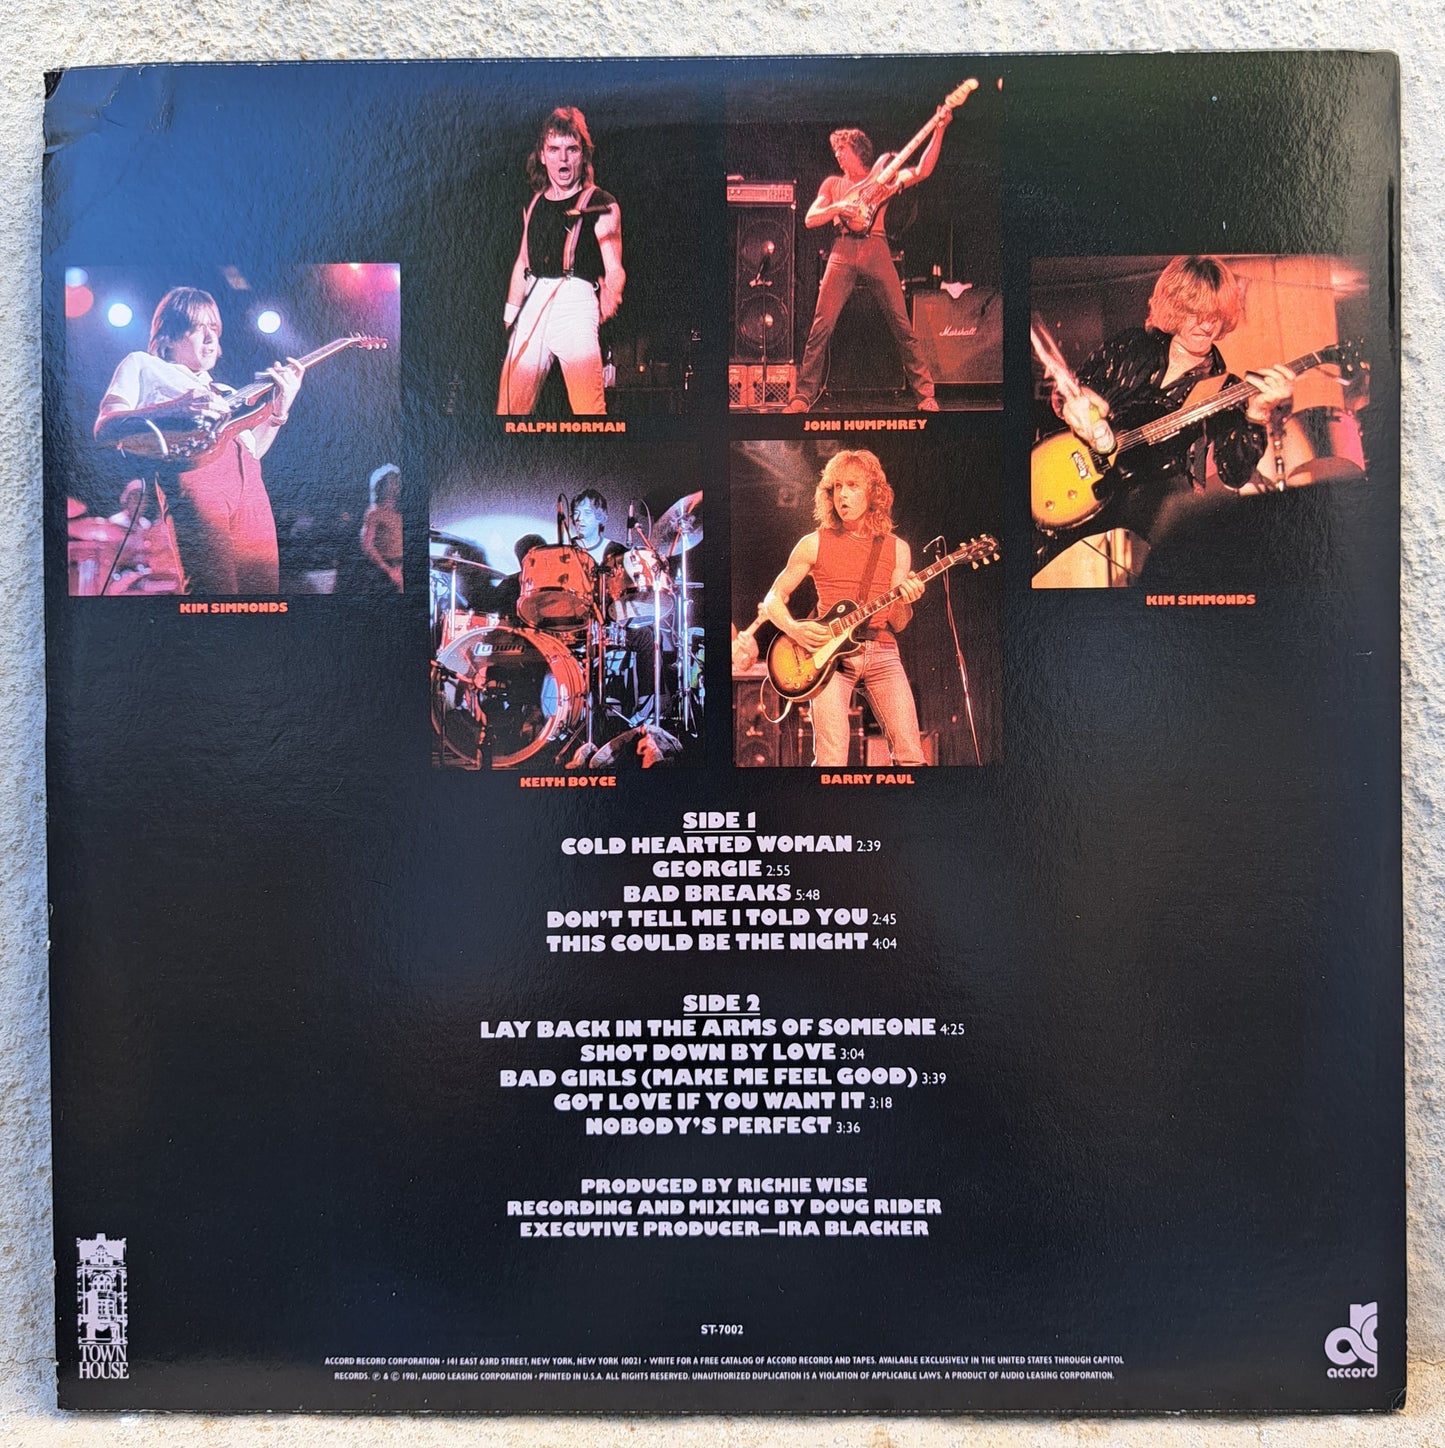 RALPH MORMAN
JOHN HUMPHREY
Marshall
KIM SIMMONDS
KIM SIMMONDS
Ludwig
KEITH BOYCE
BARRY PAUL
SIDE 1
COLD HEARTED WOMAN 2:39
GEORGIE 2:55
BAD BREAKS 5:48
DON'T TELL ME I TOLD YOU 2:45
THIS COULD BE THE NIGHT 4:04
SIDE 2
LAY BACK IN THE ARMS OF SOMEONE 4:25
SHOT DOWN BY LOVE 3:04
BAD GIRLS (MAKE ME FEEL GOOD) 3:39
GOT LOVE IF YOU WANT IT 3:18
NOBODY'S PERFECT 3:36
PRODUCED BY RICHIE WISE
RECORDING AND MIXING BY DOUG RIDER
EXECUTIVE PRODUCER—IRA BLACKER
TOWN
HOUSE
ST-7002
ACCORD RECORD CORPORATION • 141 EAST 63RD STREET, NEW YORK, NEW YORK 10021 • WRITE FOR A FREE CATALOG OF ACCORD RECORDS AND TAPES. AVAILABLE EXCLUSIVELY IN THE UNITED STATES THROUGH CAPITOL
RECORDS. ℗ & © 1981, AUDIO LEASING CORPORATION • PRINTED IN U.S.A. ALL RIGHTS RESERVED. UNAUTHORIZED DUPLICATION IS A VIOLATION OF APPLICABLE LAWS. A PRODUCT OF AUDIO LEASING CORPORATION.
accord